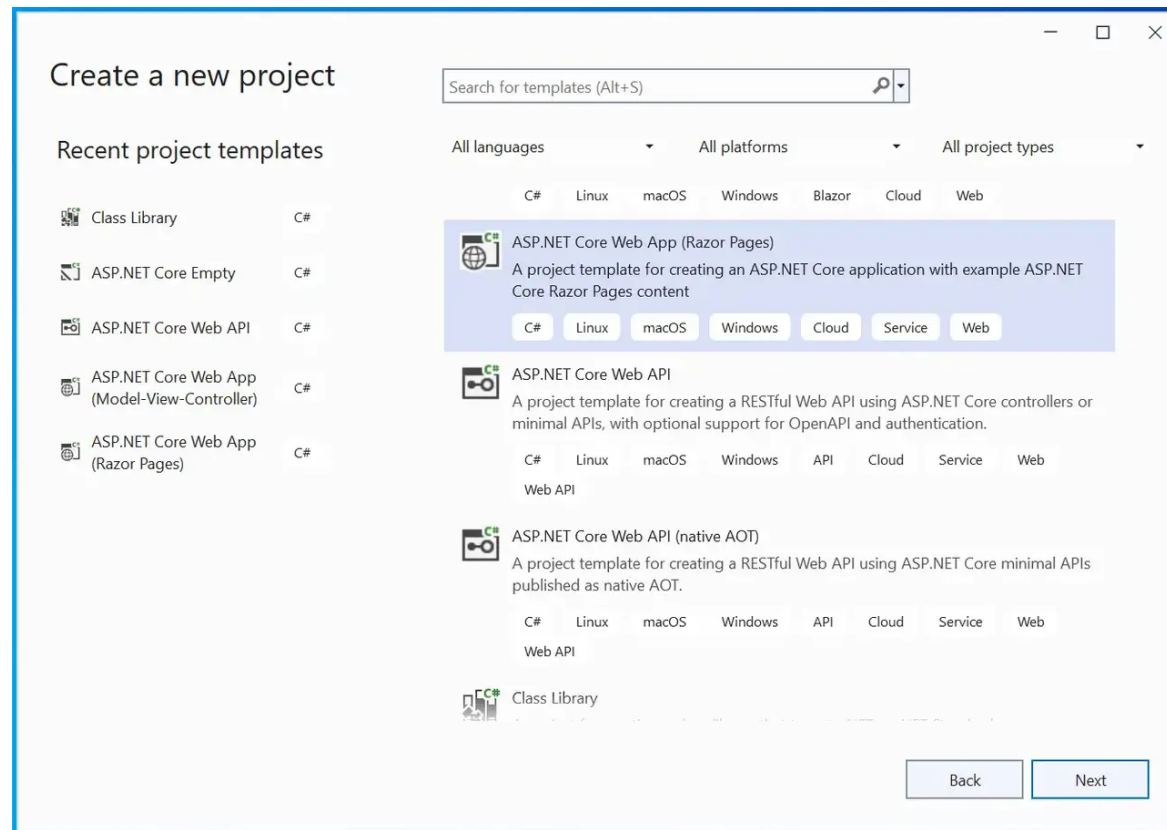 Create a new project
Search for templates (Alt+S)
Recent project templates
Class Library C#
ASP.NET Core Empty C#
ASP.NET Core Web API C#
ASP.NET Core Web App
(Model-View-Controller) C#
ASP.NET Core Web App
(Razor Pages) C#
All languages All platforms All project types
C# Linux macOS Windows Blazor Cloud Web
C#
ASP.NET Core Web App (Razor Pages)
A project template for creating an ASP.NET Core application with example ASP.NET
Core Razor Pages content
C# Linux macOS Windows Cloud Service Web
C#
ASP.NET Core Web API
A project template for creating a RESTful Web API using ASP.NET Core controllers or
minimal APIs, with optional support for OpenAPI and authentication.
C# Linux macOS Windows API Cloud Service Web
Web API
C#
ASP.NET Core Web API (native AOT)
A project template for creating a RESTful Web API using ASP.NET Core minimal APIs
published as native AOT.
C# Linux macOS Windows API Cloud Service Web
Web API
C#
Class Library
Back Next